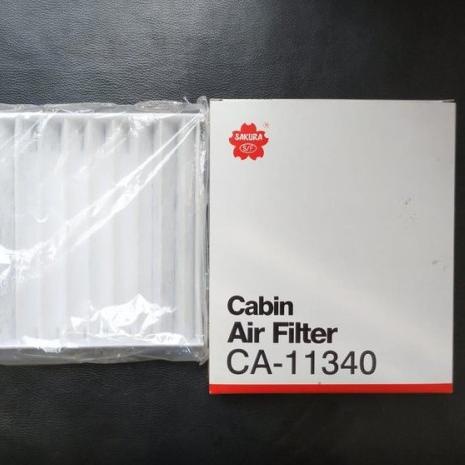 SAKURA
S/F
®
Cabin
Air Filter
CA-11340